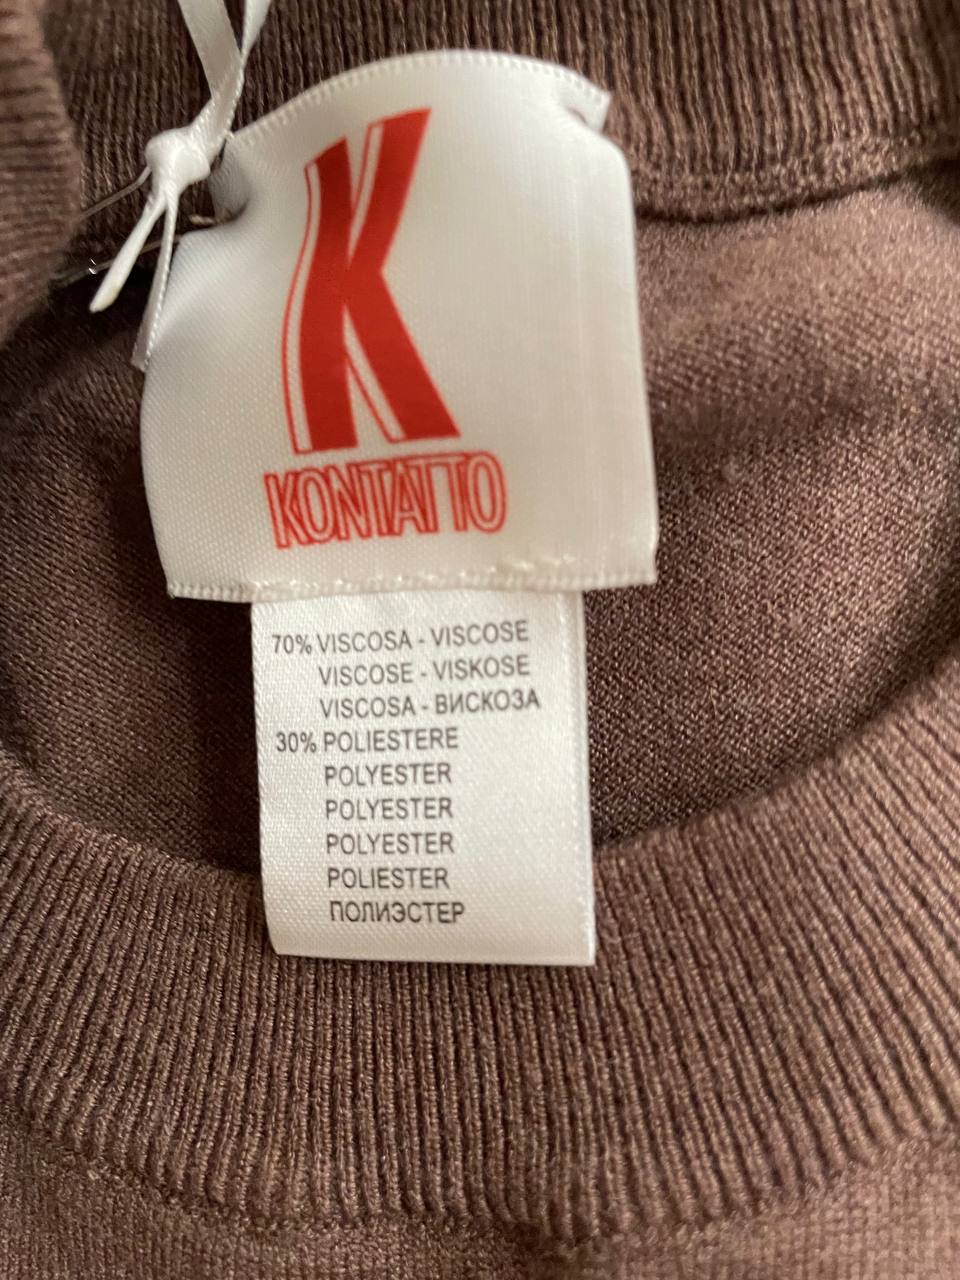 K
KONTATTO
70% VISCOSA - VISCOSE
VISCOSE - VISKOSE
VISCOSA - ВИСКОЗА
30% POLIESTERE
POLYESTER
POLYESTER
POLYESTER
POLIESTER
ПОЛИЭСТЕР